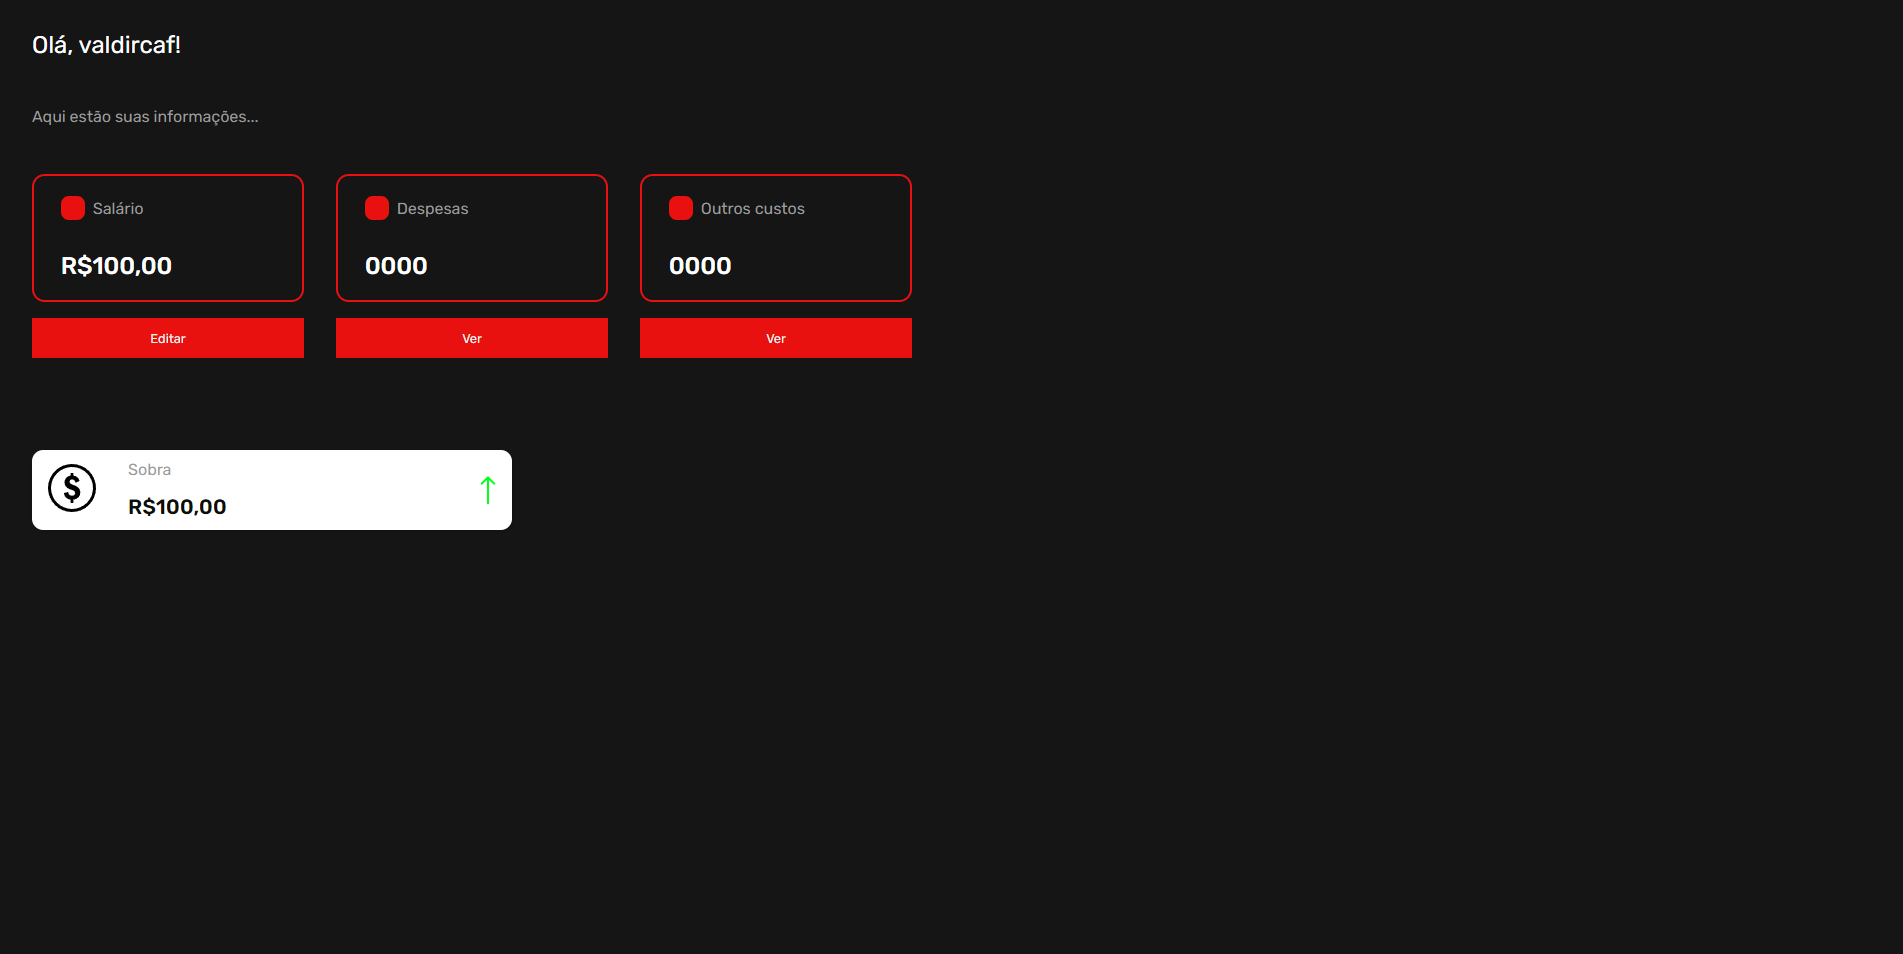 Olá, valdircaf!
Aqui estão suas informações...
Salário
R$100,00
Editar
Despesas
0000
Ver
Outros custos
0000
Ver
$
Sobra
R$100,00